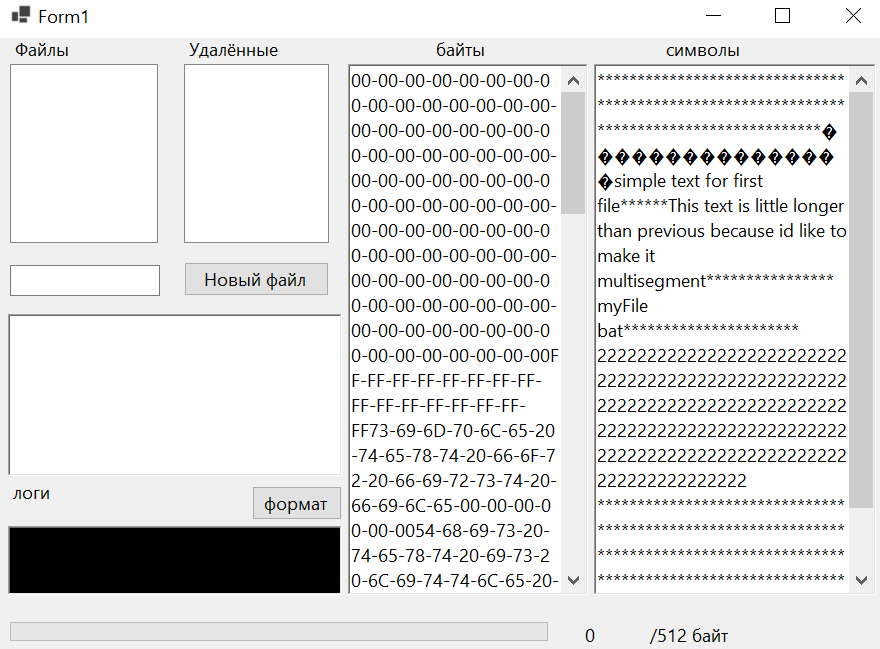 Form1
Файлы
Удалённые
байты
символы
Новый файл
логи
формат
00-00-00-00-00-00-00-0
0-00-00-00-00-00-00-00-
00-00-00-00-00-00-00-0
0-00-00-00-00-00-00-00-
00-00-00-00-00-00-00-0
0-00-00-00-00-00-00-00-
00-00-00-00-00-00-00-0
0-00-00-00-00-00-00-00-
00-00-00-00-00-00-00-0
0-00-00-00-00-00-00-00-
00-00-00-00-00-00-00-0
0-00-00-00-00-00-00-00F
F-FF-FF-FF-FF-FF-FF-FF-
FF-FF-FF-FF-FF-FF-FF-
FF73-69-6D-70-6C-65-20
-74-65-78-74-20-66-6F-7
2-20-66-69-72-73-74-20-
66-69-6C-65-00-00-00-0
0-00-0054-68-69-73-20-
74-65-78-74-20-69-73-2
0-6C-69-74-74-6C-65-20-
*******************************
*******************************
****************************�
��������������
�simple text for first
file******This text is little longer
than previous because id like to
make it
multisegment****************
myFile
bat**********************
2222222222222222222222222
2222222222222222222222222
2222222222222222222222222
2222222222222222222222222
2222222222222222222222222
222222222222222
*******************************
*******************************
*******************************
*******************************
0
/512 байт